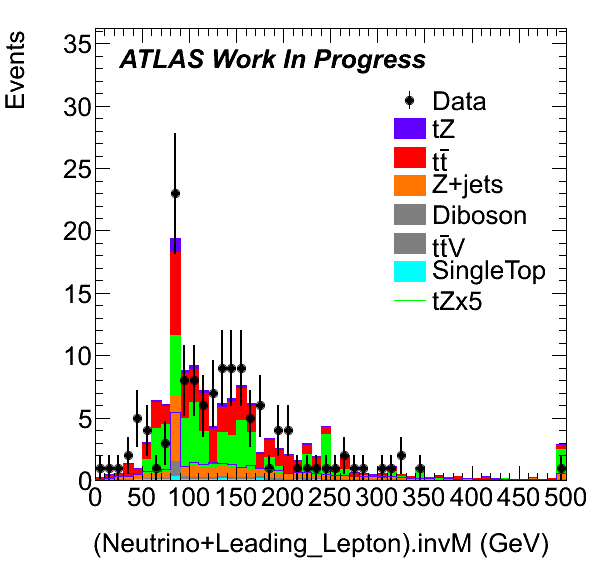 Events
35
30
25
20
15
10
5
0
ATLAS Work In Progress
Data
tZ
tt̄
Z+jets
Diboson
tt̄V
SingleTop
tZx5
0 50 100 150 200 250 300 350 400 450 500
(Neutrino+Leading_Lepton).invM (GeV)